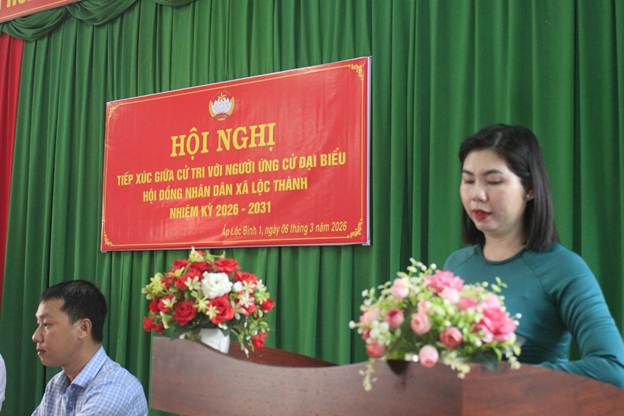 HỘI NGHỊ
TIẾP XÚC GIỮA CỬ TRI VỚI NGƯỜI ỨNG CỬ ĐẠI BIỂU
HỘI ĐỒNG NHÂN DÂN XÃ LỘC THÀNH
NHIỆM KỲ 2026 - 2031
Ấp Lộc Bình 1, ngày 06 tháng 3 năm 2026